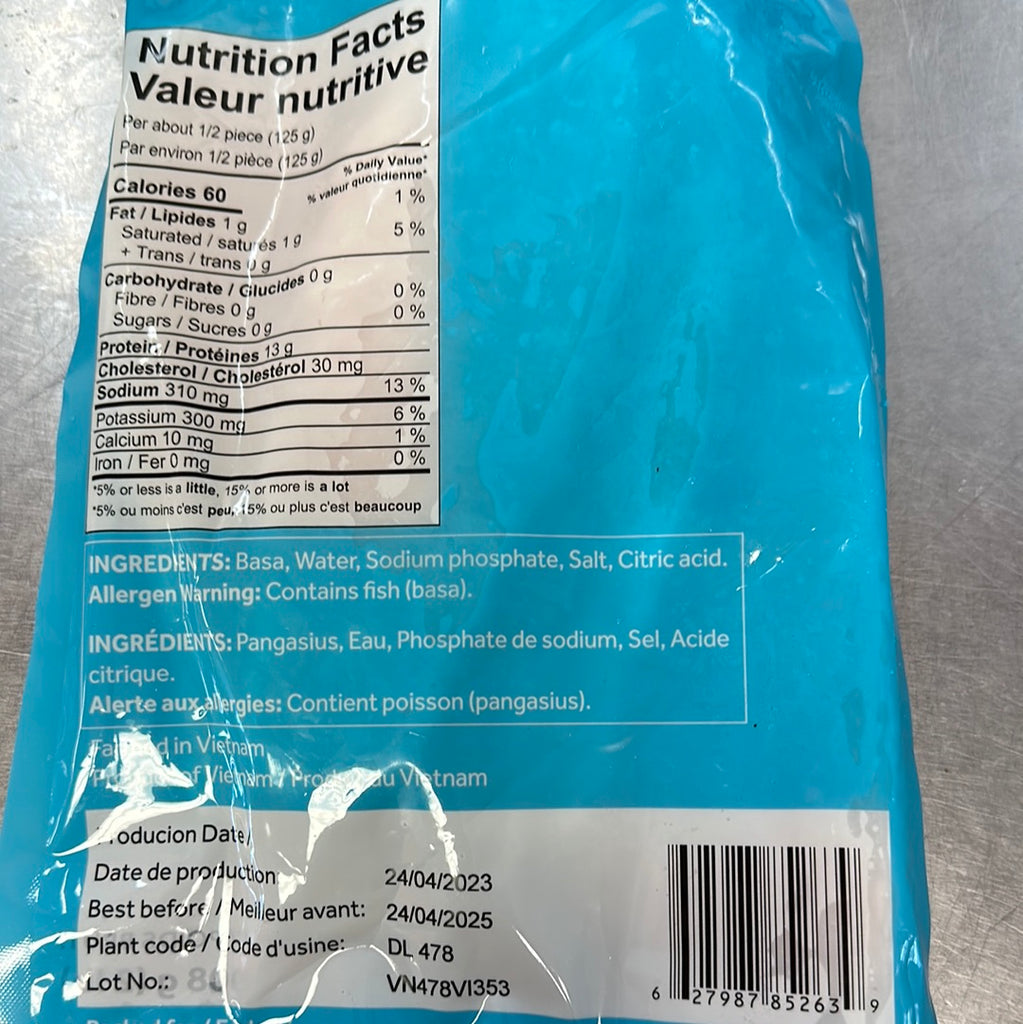 Nutrition Facts
Valeur nutritive
Per about 1/2 piece (125 g)
Par environ 1/2 pièce (125 g)
% Daily Value*
% valeur quotidienne*
Calories 60
Fat / Lipides 1 g 1 %
Saturated / saturés 1 g 5 %
+ Trans / trans 0 g
Carbohydrate / Glucides 0 g
Fibre / Fibres 0 g 0 %
Sugars / Sucres 0 g 0 %
Protein / Protéines 13 g
Cholesterol / Cholestérol 30 mg
Sodium 310 mg 13 %
Potassium 300 mg 6 %
Calcium 10 mg 1 %
Iron / Fer 0 mg 0 %
*5% or less is a little, 15% or more is a lot
*5% ou moins c'est peu, 15% ou plus c'est beaucoup
INGREDIENTS: Basa, Water, Sodium phosphate, Salt, Citric acid.
Allergen Warning: Contains fish (basa).
INGRÉDIENTS: Pangasius, Eau, Phosphate de sodium, Sel, Acide
citrique.
Alerte aux allergies: Contient poisson (pangasius).
Farmed in Vietnam
Product of Vietnam / Produit du Vietnam
Producion Date/
Date de production: 24/04/2023
Best before / Meilleur avant: 24/04/2025
Plant code / Code d'usine: DL 478
Lot No.: VN478VI353
6 27987 85263 9